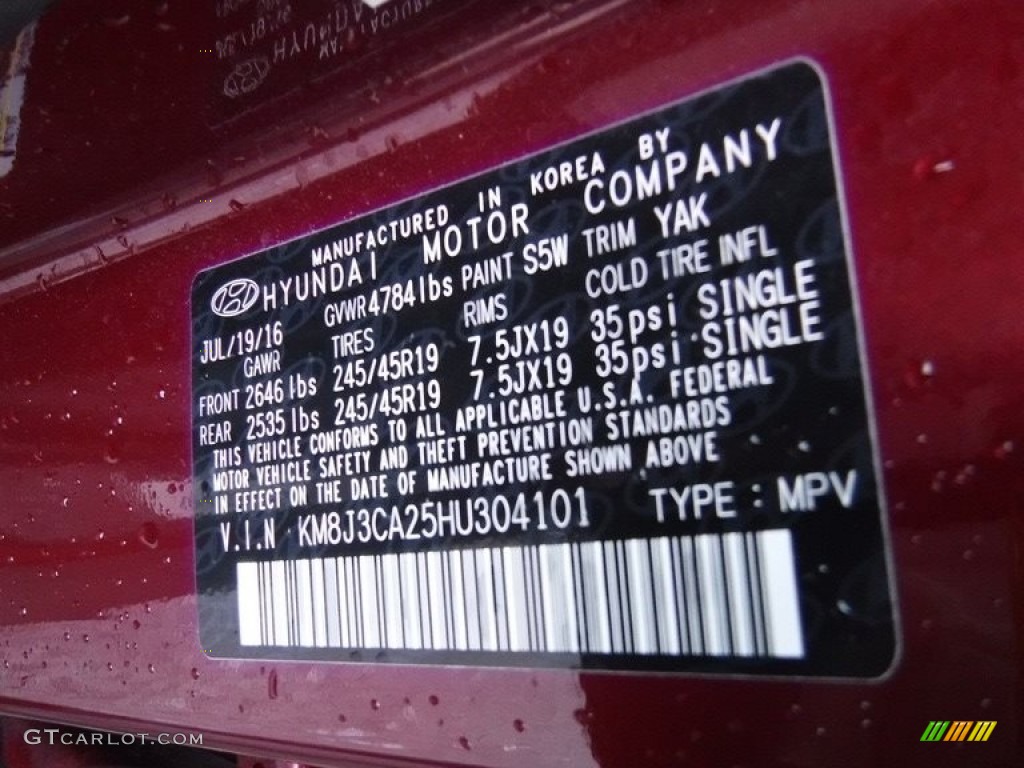 MANUFACTURED IN KOREA BY
HYUNDAI MOTOR COMPANY
JUL/19/16 GVWR 4784 lbs PAINT S5W TRIM YAK
GAWR TIRES RIMS COLD TIRE INFL
FRONT 2646 lbs 245/45R19 7.5JX19 35psi SINGLE
REAR 2535 lbs 245/45R19 7.5JX19 35psi SINGLE
THIS VEHICLE CONFORMS TO ALL APPLICABLE U.S.A. FEDERAL
MOTOR VEHICLE SAFETY AND THEFT PREVENTION STANDARDS
IN EFFECT ON THE DATE OF MANUFACTURE SHOWN ABOVE
V.I.N KM8J3CA25HU304101 TYPE : MPV
GTCARLOT.COM